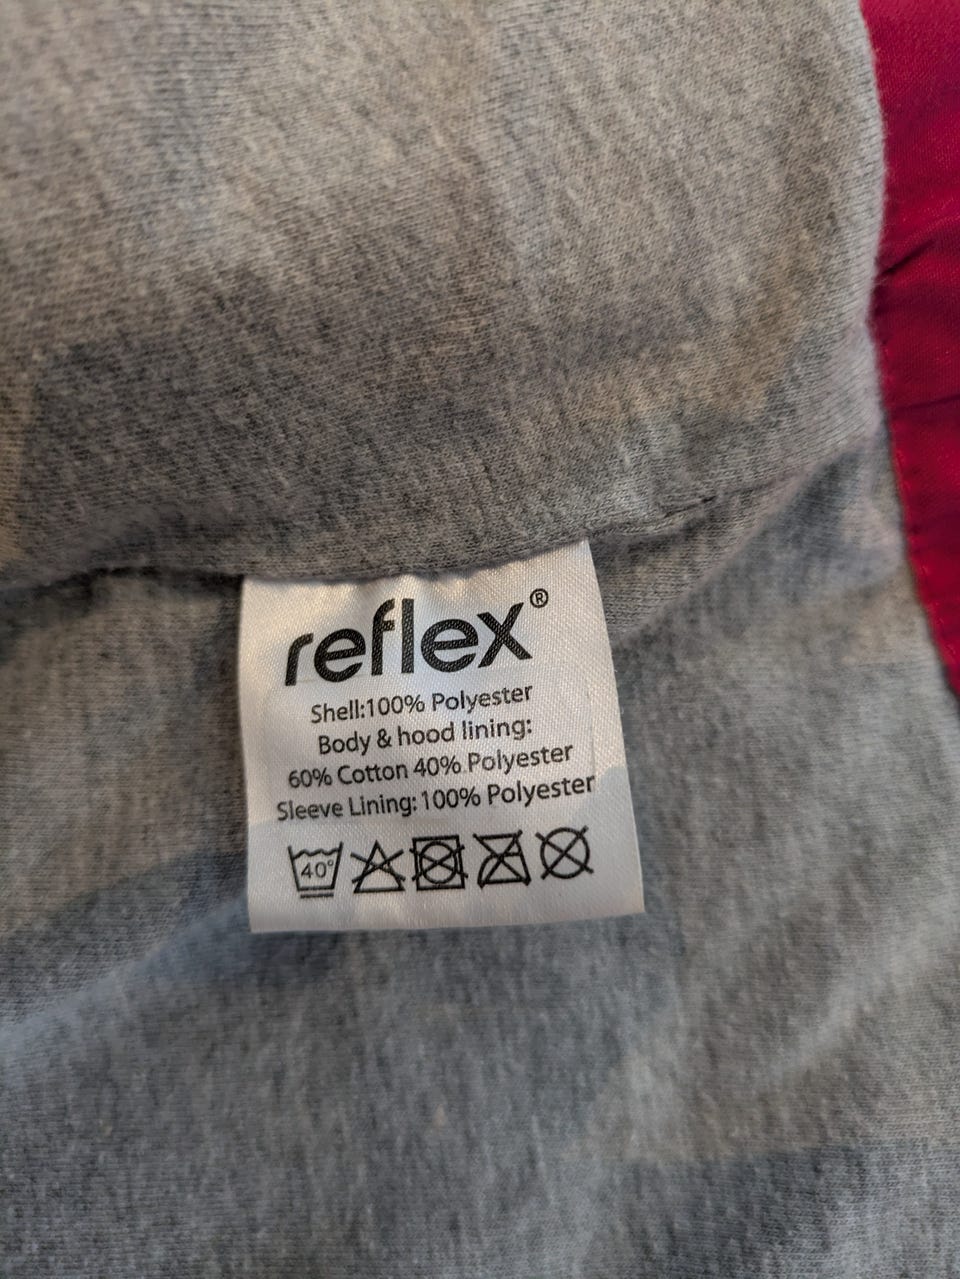 reflex®
Shell:100% Polyester
Body & hood lining:
60% Cotton 40% Polyester
Sleeve Lining:100% Polyester
40°